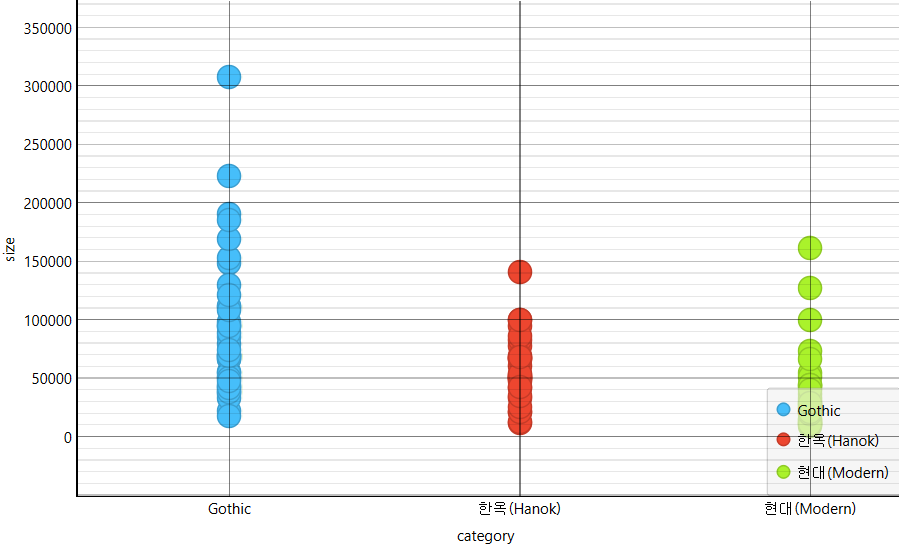 350000
300000
250000
200000
150000
100000
50000
0
size
Gothic
한옥(Hanok)
현대(Modern)
Gothic
한옥(Hanok)
현대(Modern)
category